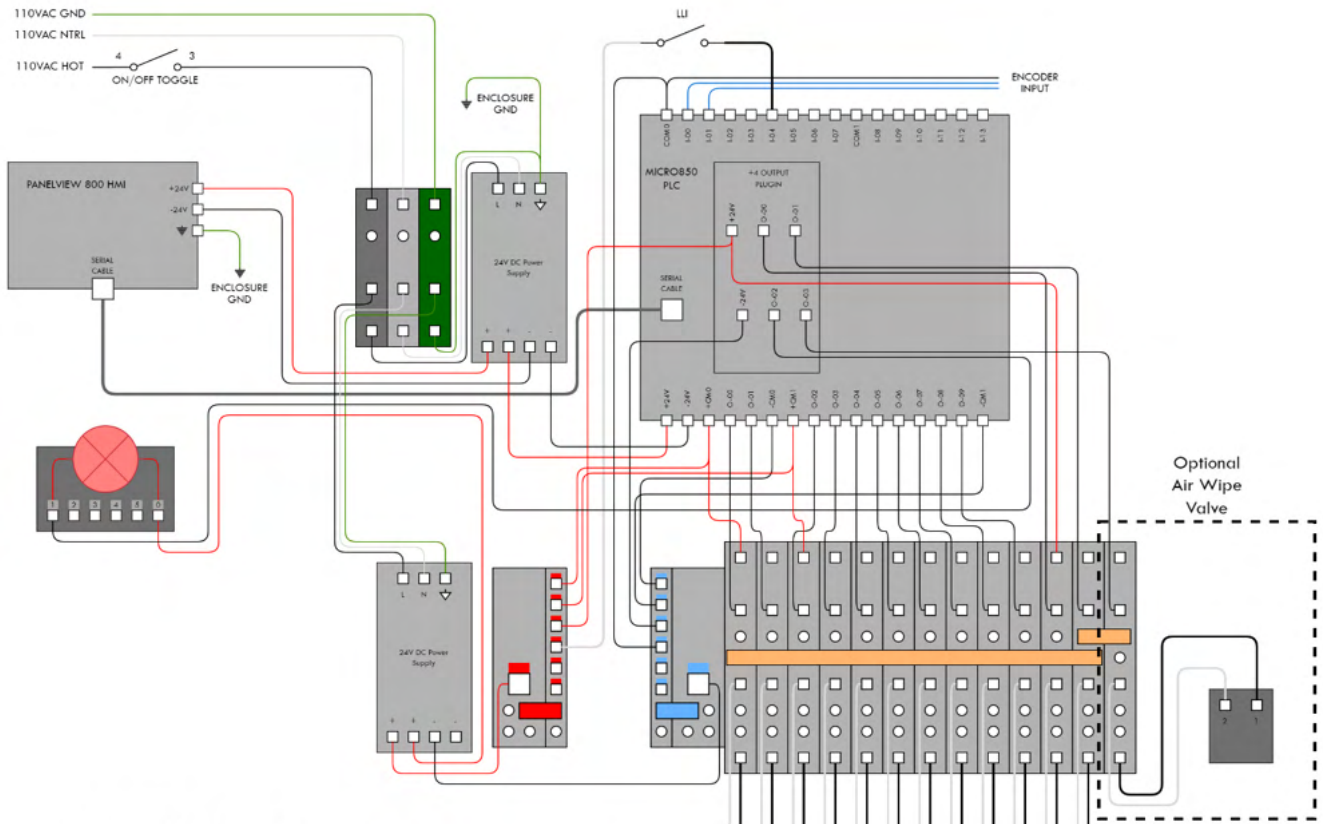 110VAC GND
110VAC NTRL
110VAC HOT
4
3
ON/OFF TOGGLE
LLI
ENCLOSURE
GND
ENCODER
INPUT
COM0
I-00
I-01
I-02
I-03
I-04
I-05
I-06
I-07
COM1
I-08
I-09
I-10
I-11
I-12
I-13
PANELVIEW 800 HMI
+24V
-24V
SERIAL
CABLE
ENCLOSURE
GND
L
N
24V DC Power
Supply
+
+
-
-
MICRO850
PLC
+4 OUTPUT
PLUGIN
+24V
O-00
O-01
SERIAL
CABLE
-24V
O-02
O-03
+24V
-24V
+CM0
O-00
O-01
-CM0
+CM1
O-02
O-03
O-04
O-05
O-06
O-07
O-08
O-09
-CM1
1
2
3
4
5
0
Optional
Air Wipe
Valve
L
N
24V DC Power
Supply
+
+
-
-
2
1